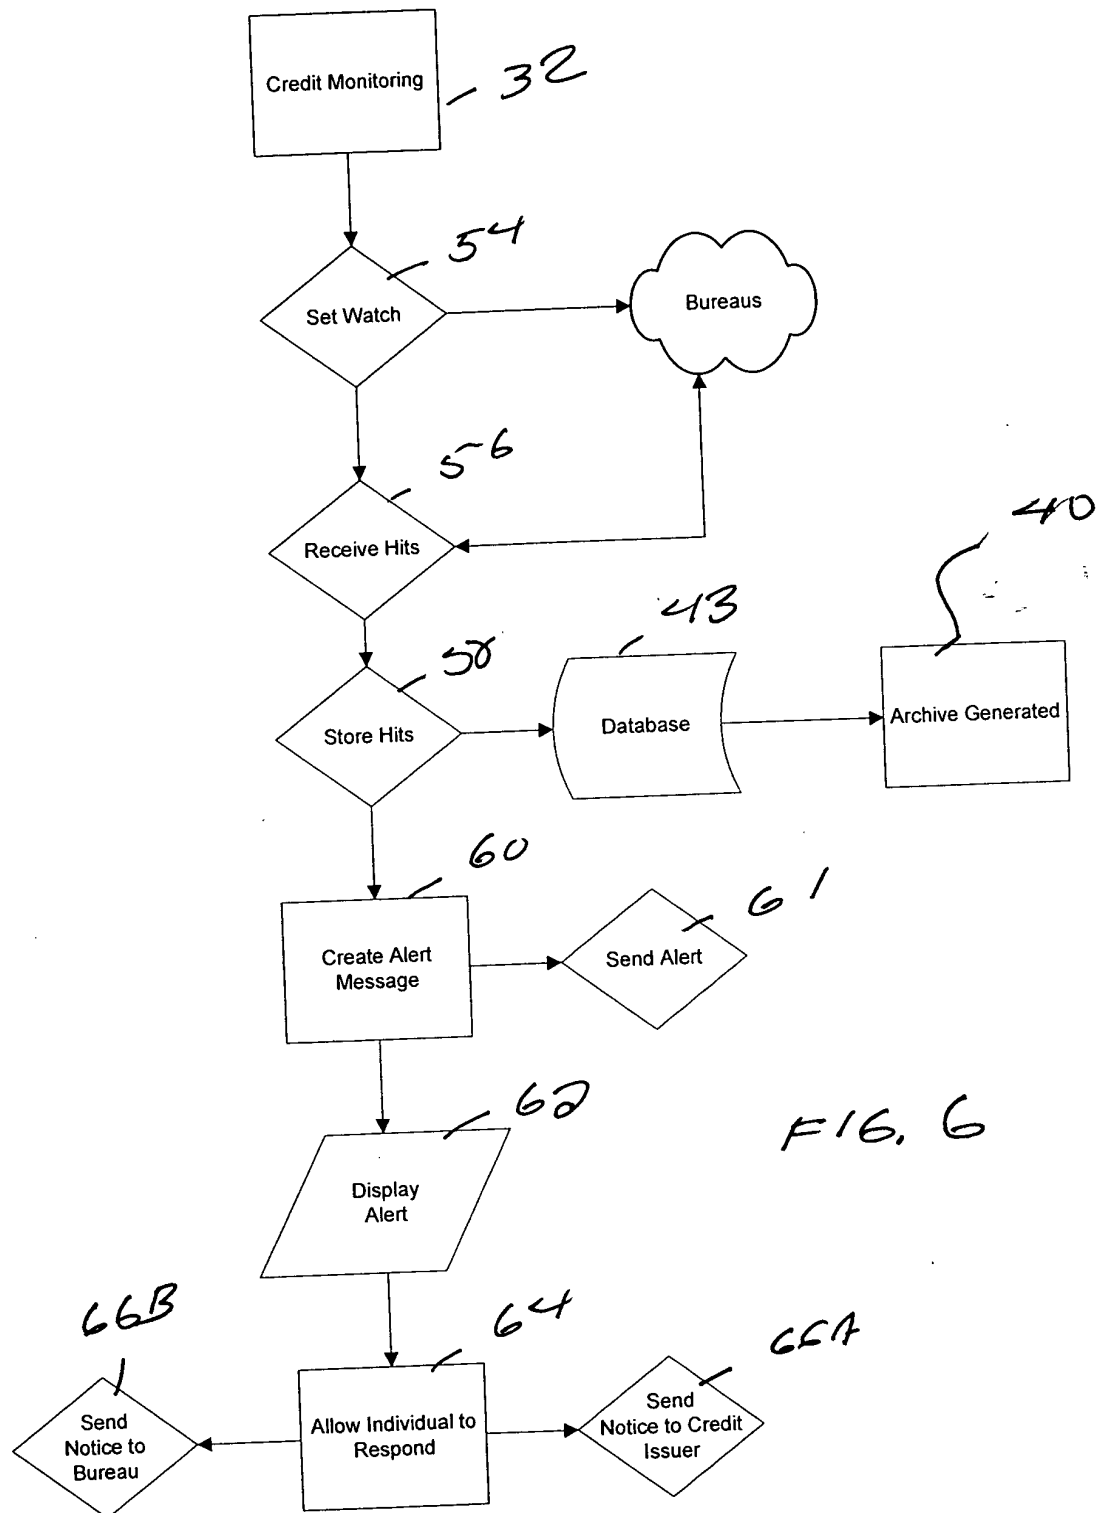 Credit Monitoring
32
54
Set Watch
Bureaus
56
Receive Hits
40
43
58
Store Hits
Database
Archive Generated
60
61
Create Alert
Message
Send Alert
62
FIG. 6
Display
Alert
66B
64
66A
Send
Notice to
Bureau
Allow Individual to
Respond
Send
Notice to Credit
Issuer